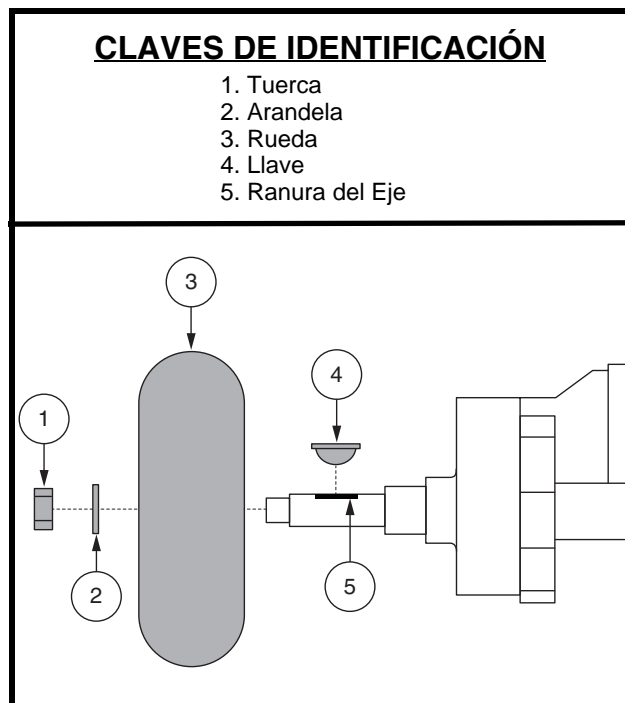 CLAVES DE IDENTIFICACIÓN
1. Tuerca
2. Arandela
3. Rueda
4. Llave
5. Ranura del Eje
3
4
1
2
5